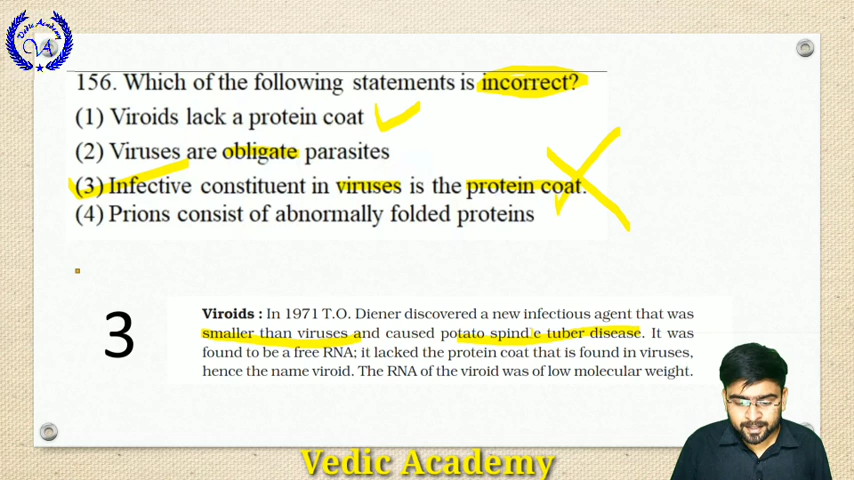 Vedic Academy
VA
156. Which of the following statements is incorrect?
(1) Viroids lack a protein coat
(2) Viruses are obligate parasites
(3) Infective constituent in viruses is the protein coat.
(4) Prions consist of abnormally folded proteins
3
Viroids : In 1971 T.O. Diener discovered a new infectious agent that was
smaller than viruses and caused potato spindle tuber disease. It was
found to be a free RNA; it lacked the protein coat that is found in viruses,
hence the name viroid. The RNA of the viroid was of low molecular weight.
Vedic Academy